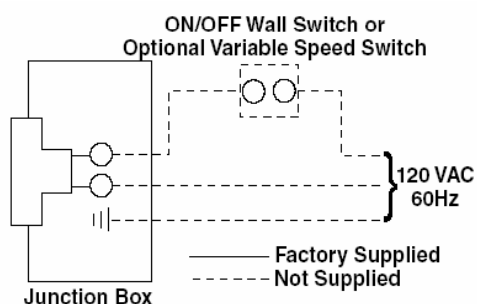 ON/OFF Wall Switch or
Optional Variable Speed Switch
120 VAC
60Hz
Factory Supplied
Not Supplied
Junction Box